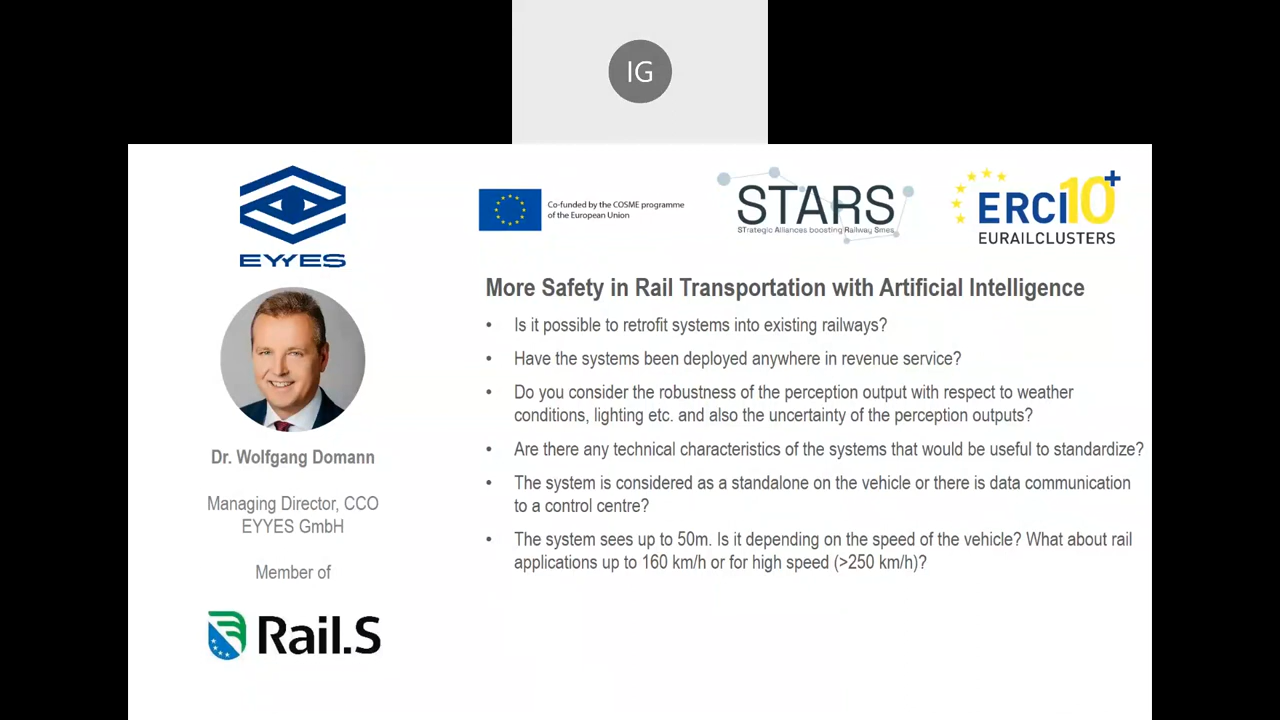 IG
EYYES
Co-funded by the COSME programme
of the European Union
STARS
STrategic Alliances boosting Railway Smes
ERCI10+
EURAILCLUSTERS
More Safety in Rail Transportation with Artificial Intelligence
• Is it possible to retrofit systems into existing railways?
• Have the systems been deployed anywhere in revenue service?
• Do you consider the robustness of the perception output with respect to weather
conditions, lighting etc. and also the uncertainty of the perception outputs?
• Are there any technical characteristics of the systems that would be useful to standardize?
• The system is considered as a standalone on the vehicle or there is data communication
to a control centre?
• The system sees up to 50m. Is it depending on the speed of the vehicle? What about rail
applications up to 160 km/h or for high speed (>250 km/h)?
Dr. Wolfgang Domann
Managing Director, CCO
EYYES GmbH
Member of
Rail.S